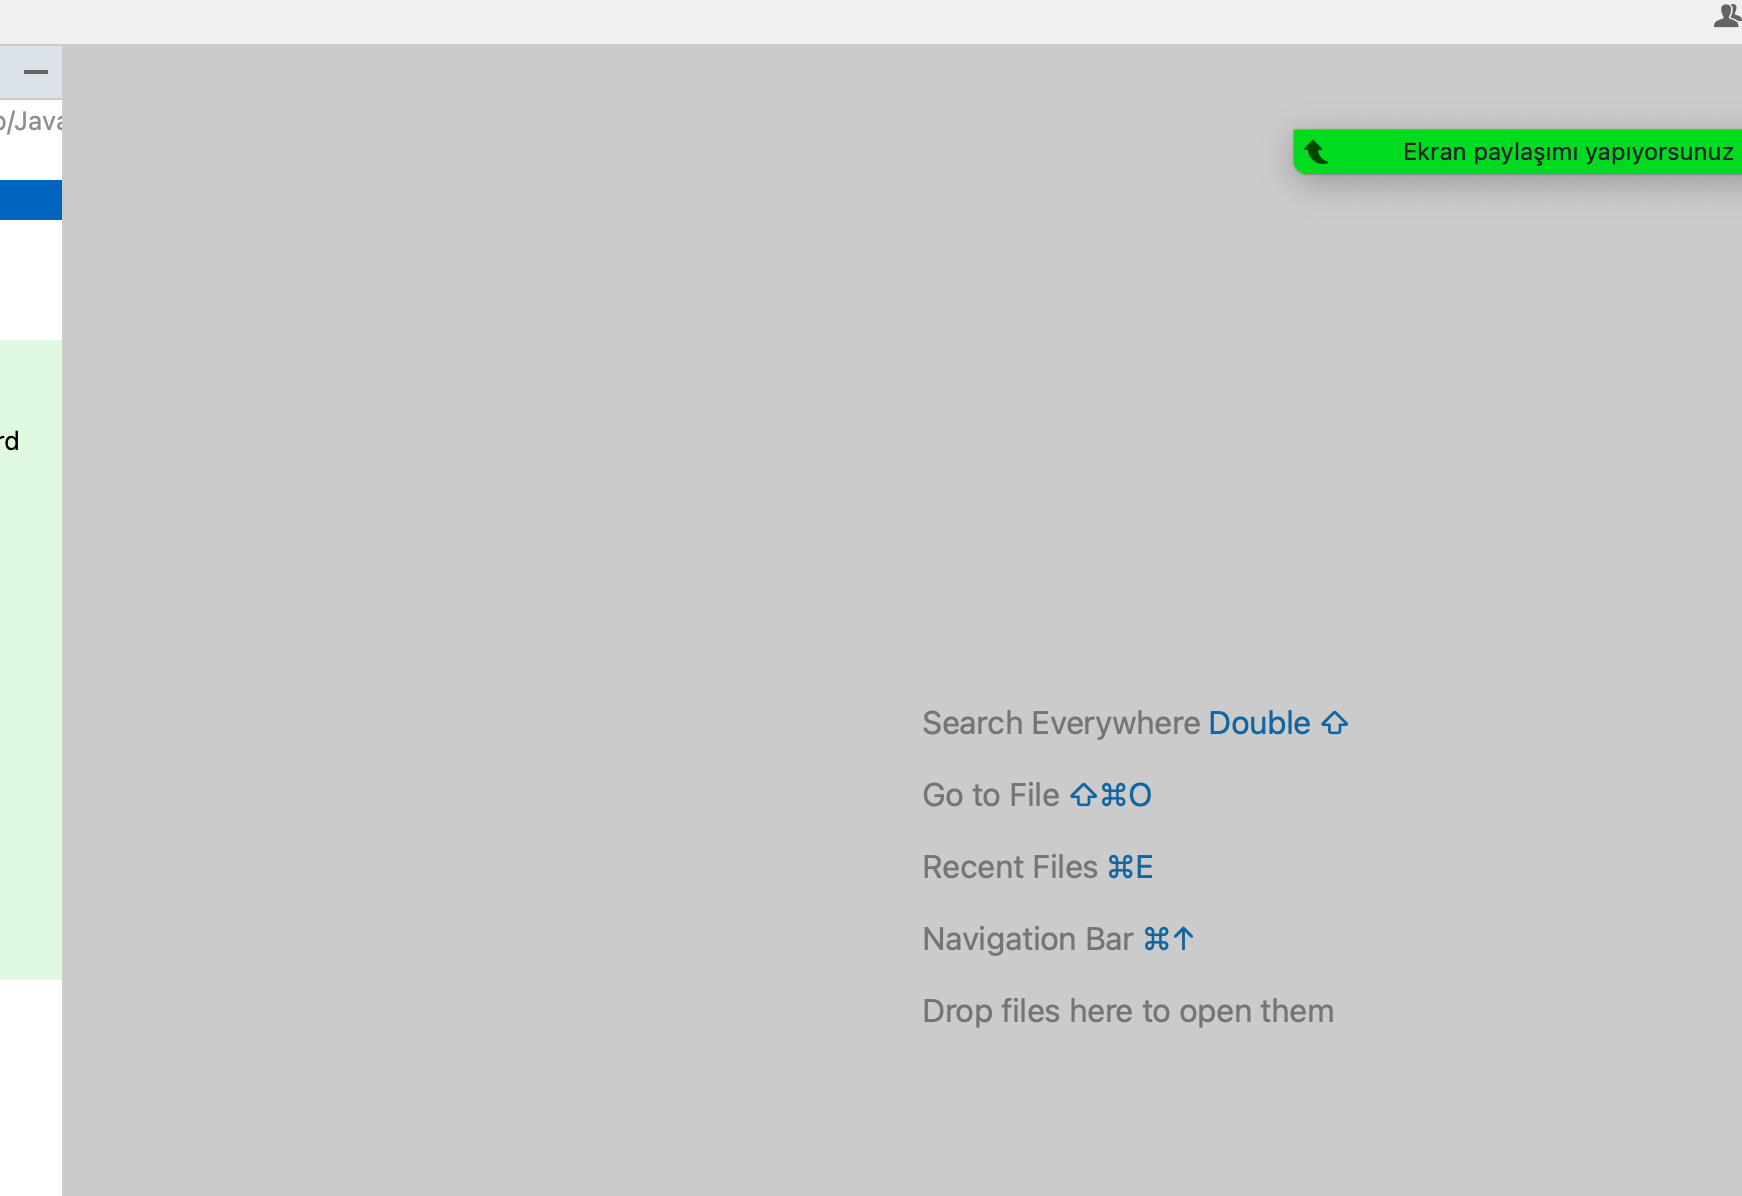 /Java
Ekran paylaşımı yapıyorsunuz
rd
Search Everywhere Double ⇧
Go to File ⇧⌘O
Recent Files ⌘E
Navigation Bar ⌘↑
Drop files here to open them